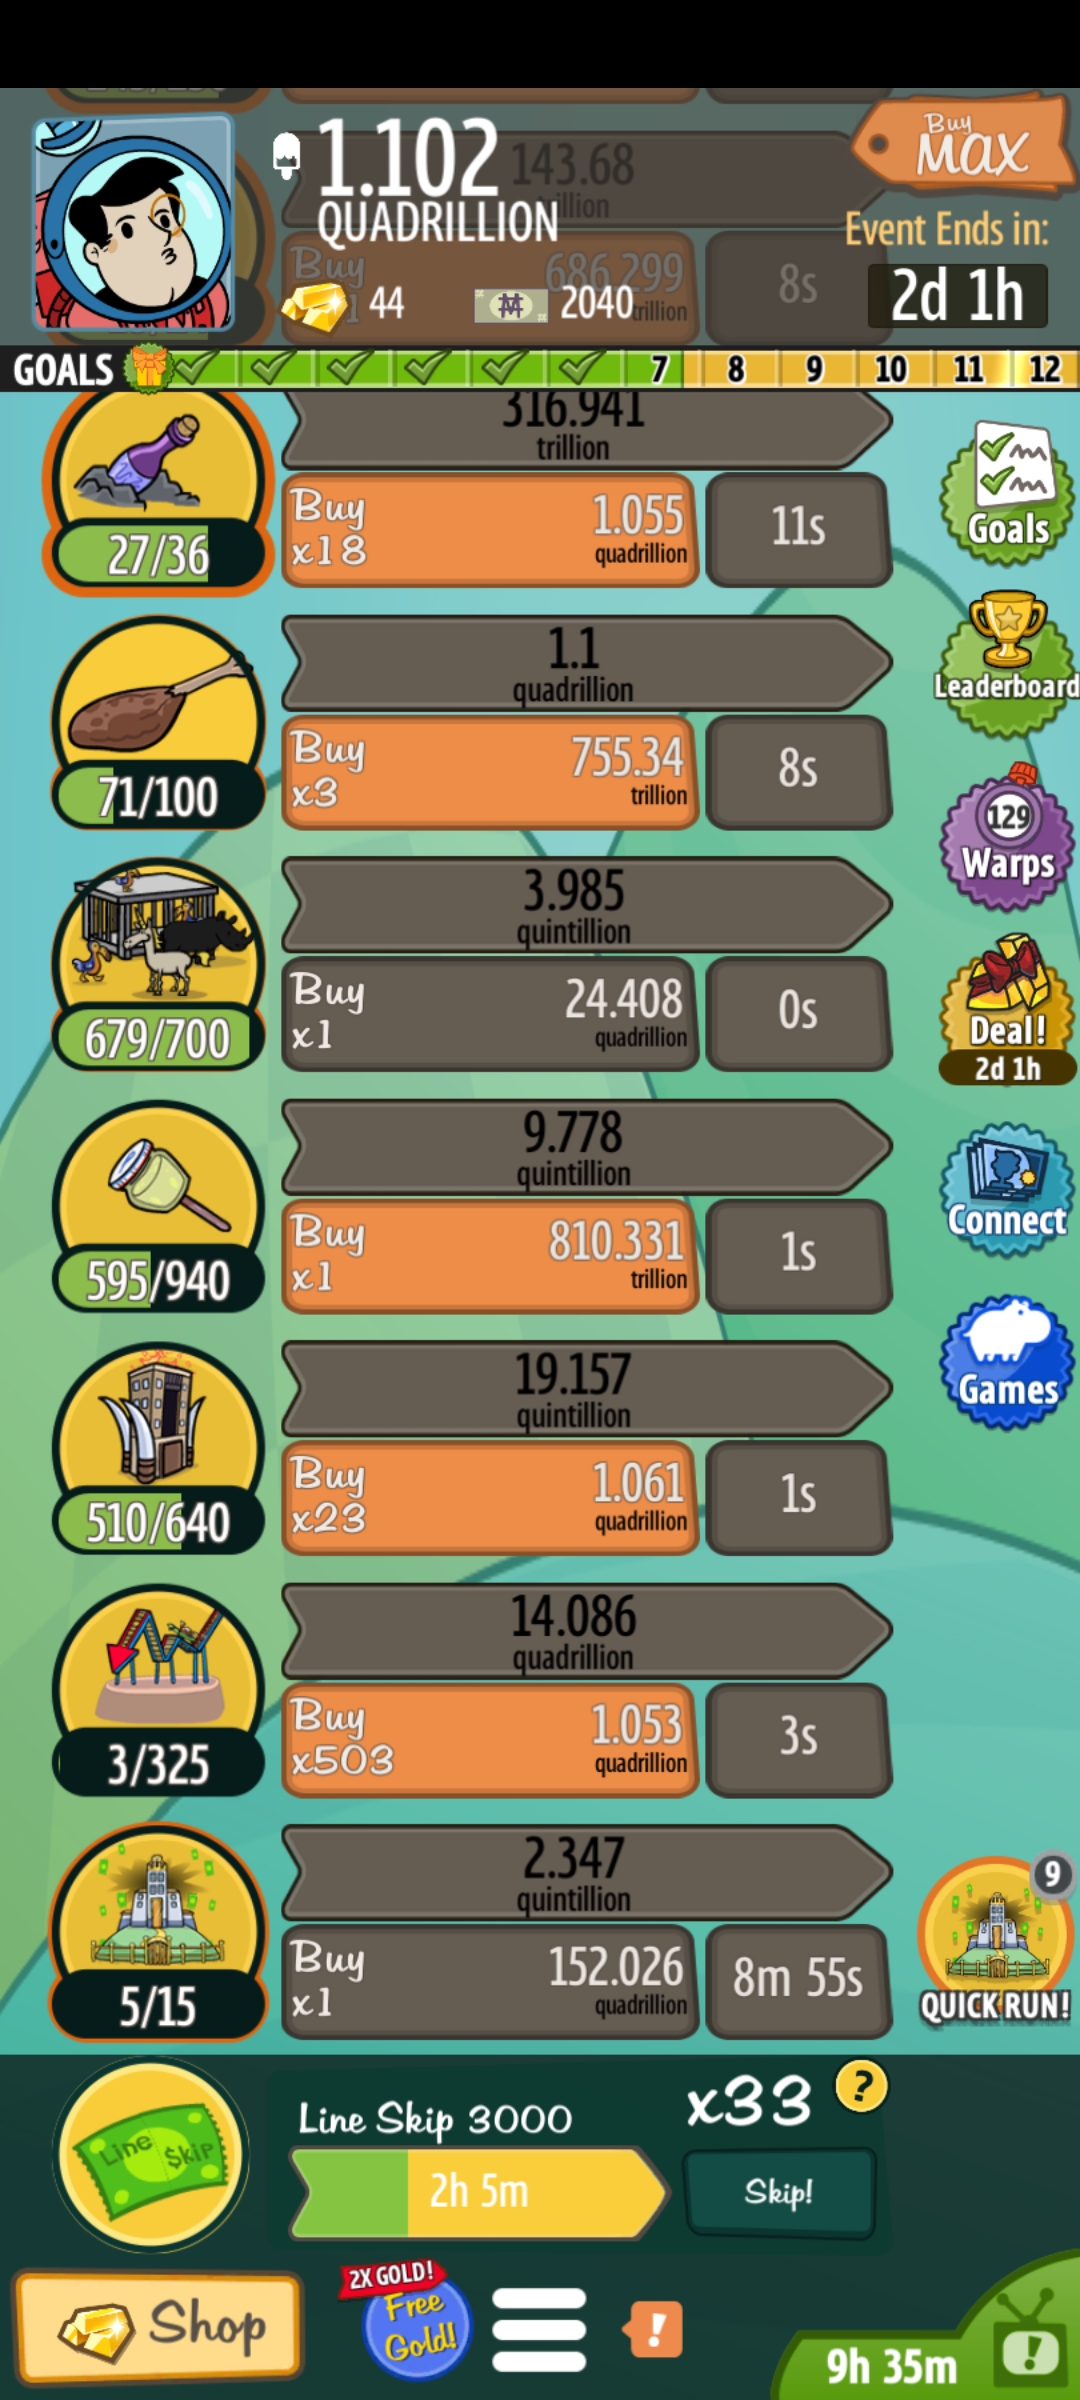 1.102
QUADRILLION
143.68
Buy
MAX
Event Ends in:
2d 1h
Buy
686.299
trillion
8s
44
2040
GOALS
7
8
9
10
11
12
316.941
trillion
27/36
Buy
x18
1.055
quadrillion
11s
Goals
1.1
quadrillion
71/100
Buy
x3
755.34
trillion
8s
Leaderboard
129
Warps
3.985
quintillion
679/700
Buy
x1
24.408
quadrillion
0s
Deal!
2d 1h
9.778
quintillion
595/940
Buy
x1
810.331
trillion
1s
Connect
19.157
quintillion
510/640
Buy
x23
1.061
quadrillion
1s
Games
14.086
quadrillion
3/325
Buy
x503
1.053
quadrillion
3s
2.347
quintillion
5/15
Buy
x1
152.026
quadrillion
8m 55s
9
QUICK RUN!
Line Skip
Line Skip 3000
x33
?
2h 5m
Skip!
Shop
2X GOLD!
Free
Gold!
!
9h 35m
!